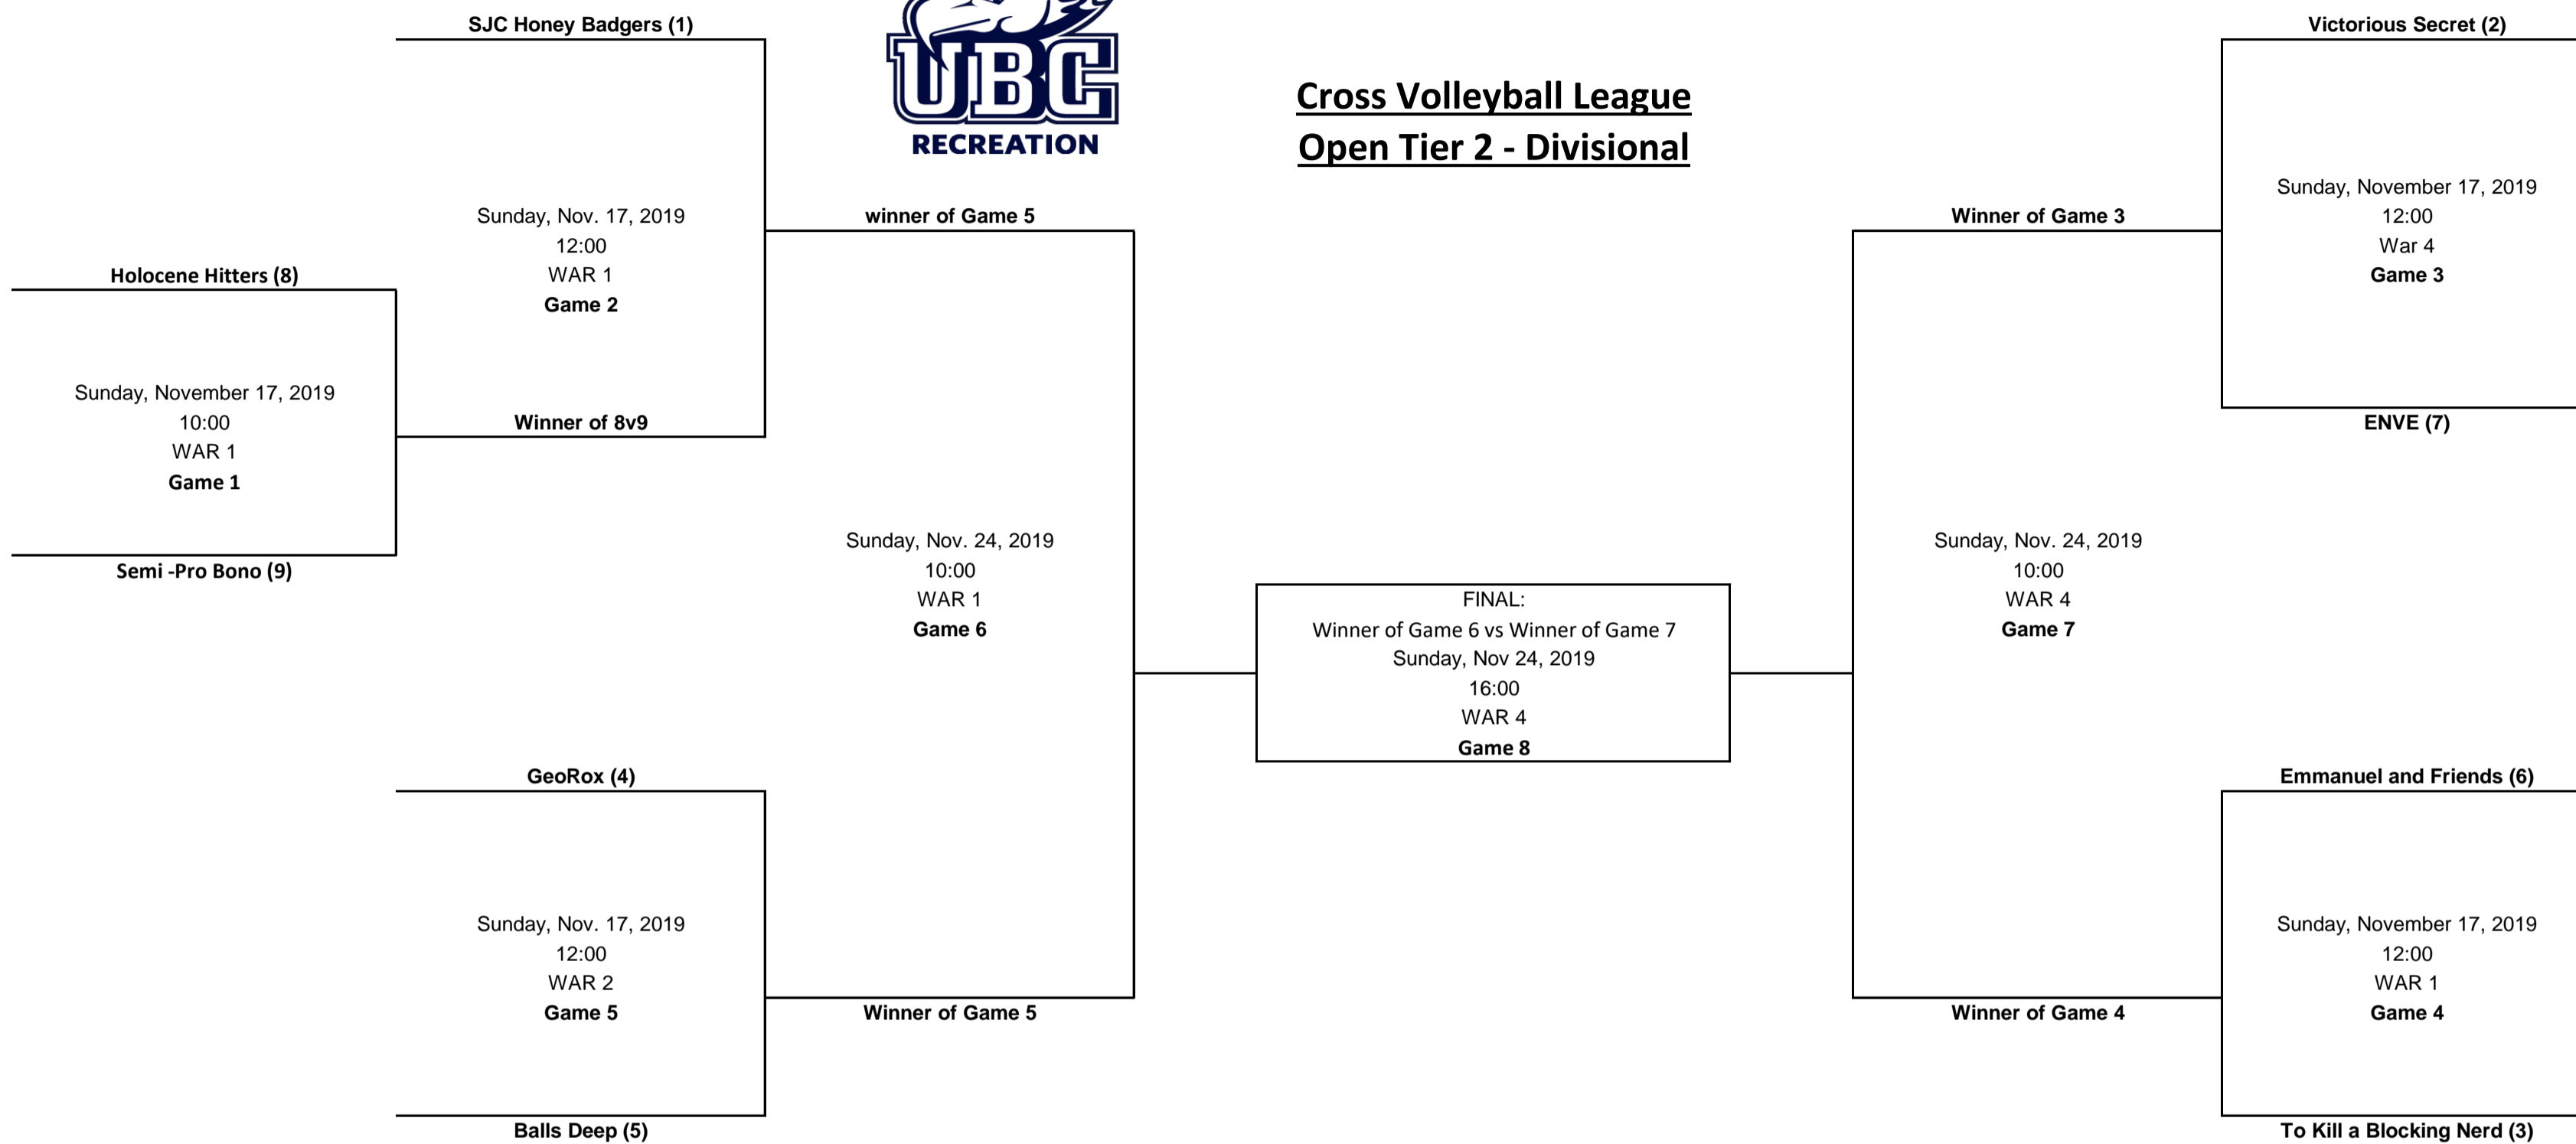 SJC Honey Badgers (1)
UBC
RECREATION
Cross Volleyball League
Open Tier 2 - Divisional
Victorious Secret (2)
Sunday, Nov. 17, 2019
12:00
WAR 1
Game 2
winner of Game 5
Winner of Game 3
Sunday, November 17, 2019
12:00
War 4
Game 3
Holocene Hitters (8)
Sunday, November 17, 2019
10:00
WAR 1
Game 1
Winner of 8v9
ENVE (7)
Semi -Pro Bono (9)
Sunday, Nov. 24, 2019
10:00
WAR 1
Game 6
FINAL:
Winner of Game 6 vs Winner of Game 7
Sunday, Nov 24, 2019
16:00
WAR 4
Game 8
Sunday, Nov. 24, 2019
10:00
WAR 4
Game 7
GeoRox (4)
Emmanuel and Friends (6)
Sunday, Nov. 17, 2019
12:00
WAR 2
Game 5
Winner of Game 5
Winner of Game 4
Sunday, November 17, 2019
12:00
WAR 1
Game 4
Balls Deep (5)
To Kill a Blocking Nerd (3)